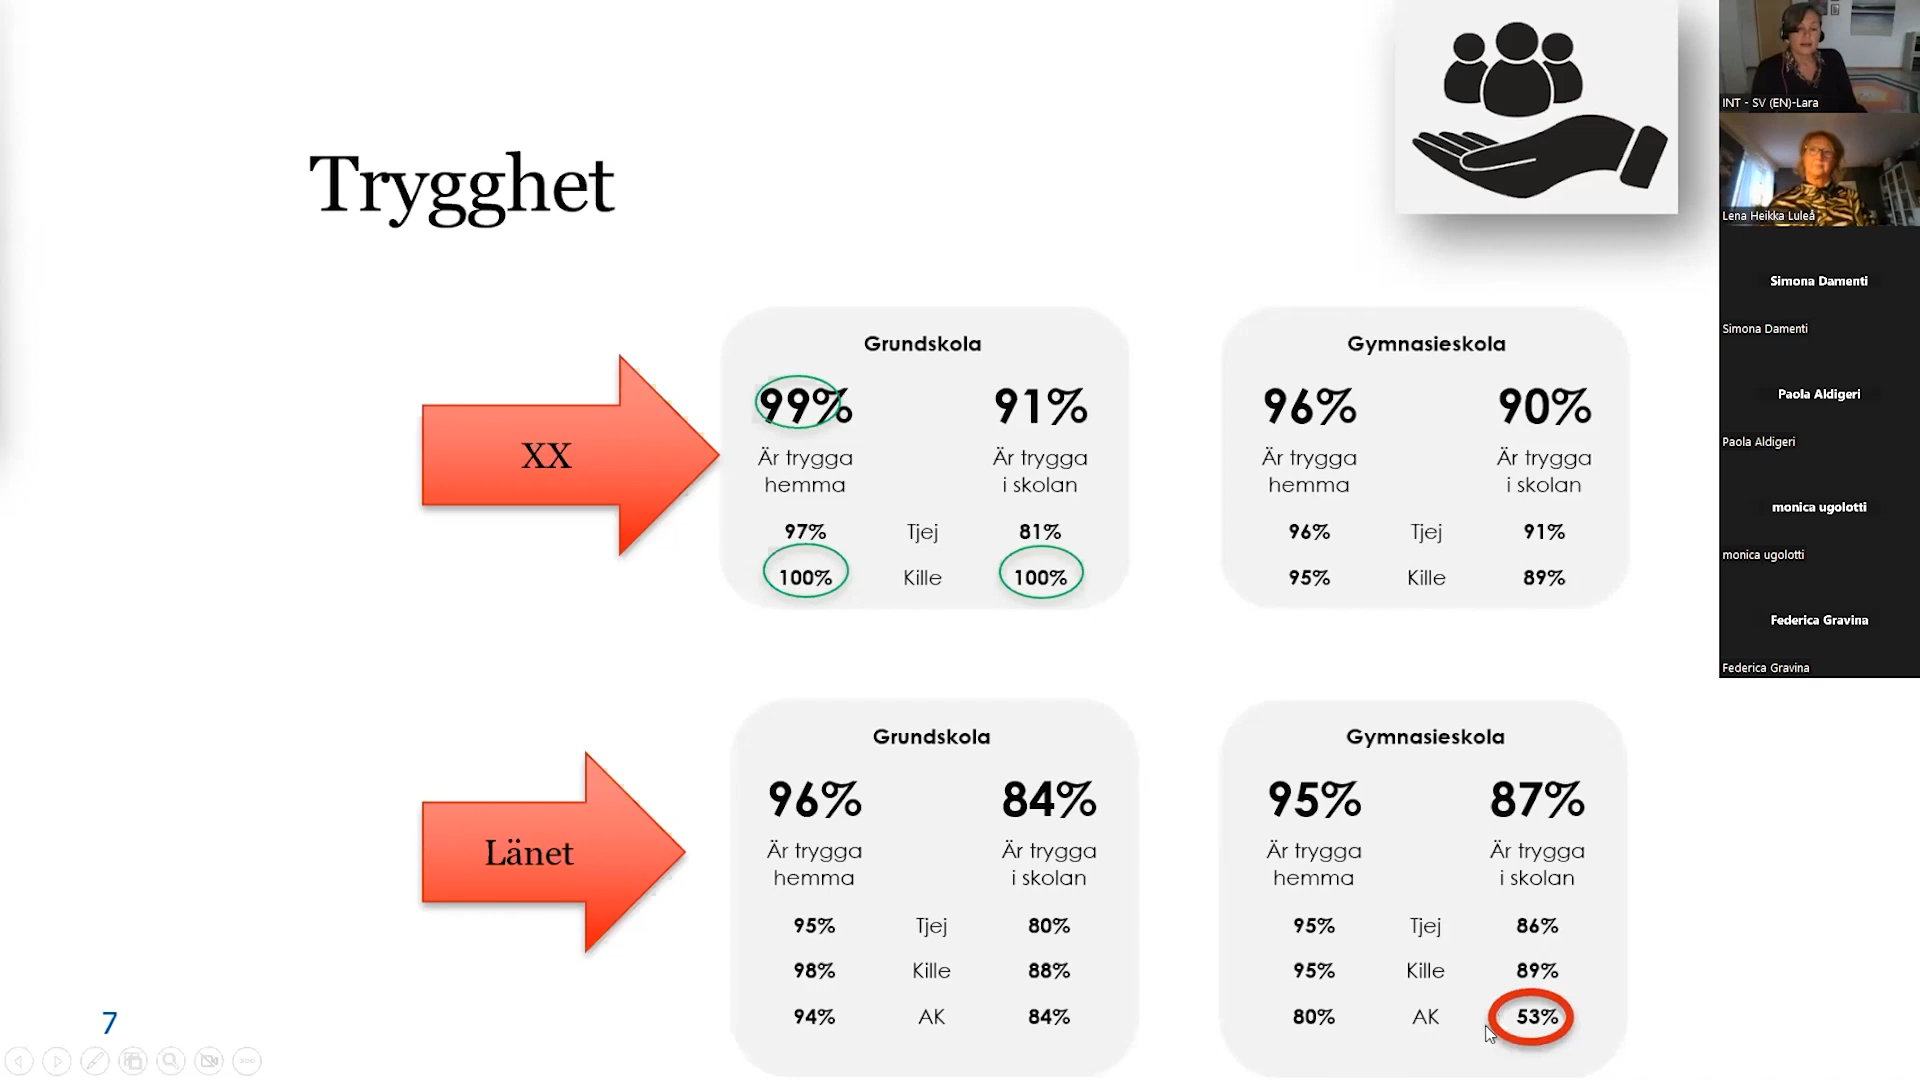 Trygghet
XX
Grundskola
99% 91%
Är trygga Är trygga
hemma i skolan
97% Tjej 81%
100% Kille 100%
Gymnasieskola
96% 90%
Är trygga Är trygga
hemma i skolan
96% Tjej 91%
95% Kille 89%
Länet
Grundskola
96% 84%
Är trygga Är trygga
hemma i skolan
95% Tjej 80%
98% Kille 88%
94% AK 84%
Gymnasieskola
95% 87%
Är trygga Är trygga
hemma i skolan
95% Tjej 86%
95% Kille 89%
80% AK 53%
7
INT - SV (EN)-Lara
Lena Heikka Luleå
Simona Damenti
Simona Damenti
Paola Aldigeri
Paola Aldigeri
monica ugolotti
monica ugolotti
Federica Gravina
Federica Gravina